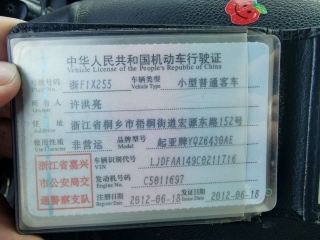 中华人民共和国机动车行驶证
Vehicle License of the People's Republic of China
号牌号码 浙F1X255 车辆类型 Vehicle Type 小型普通客车
所有人 许洪亮
住址 浙江省桐乡市梧桐街道宏源东路152号
使用性质 非营运 品牌型号 Model 起亚牌YQZ6430AE
浙江省嘉兴 车辆识别代号 VIN LJDFAA149C0211716
市公安局交 发动机号码 Engine No. C5011697
通警支队 注册日期 Register Date 2012-06-18 发证日期 Issue Date 2012-06-18